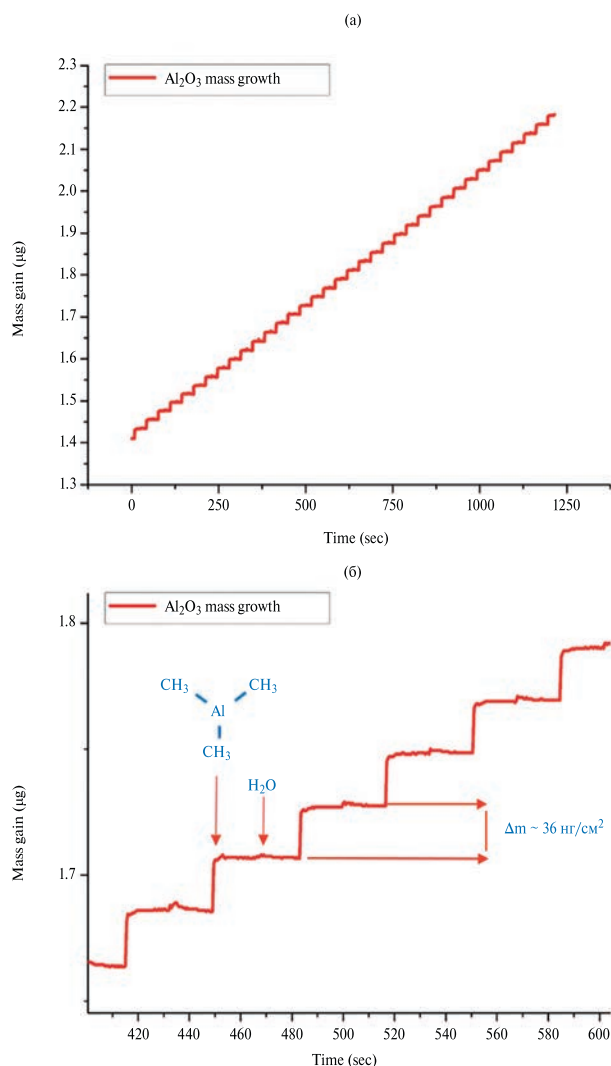 (а)
2.3
Al₂O₃ mass growth
2.2
2.1
2.0
1.9
1.8
1.7
1.6
1.5
1.4
1.3
Mass gain (μg)
0 250 500 750 1000 1250
Time (sec)
(б)
Al₂O₃ mass growth
1.8
CH₃ CH₃
Al
CH₃
H₂O
Δm ~ 36 нг/см²
1.7
Mass gain (μg)
420 440 460 480 500 520 540 560 580 600
Time (sec)